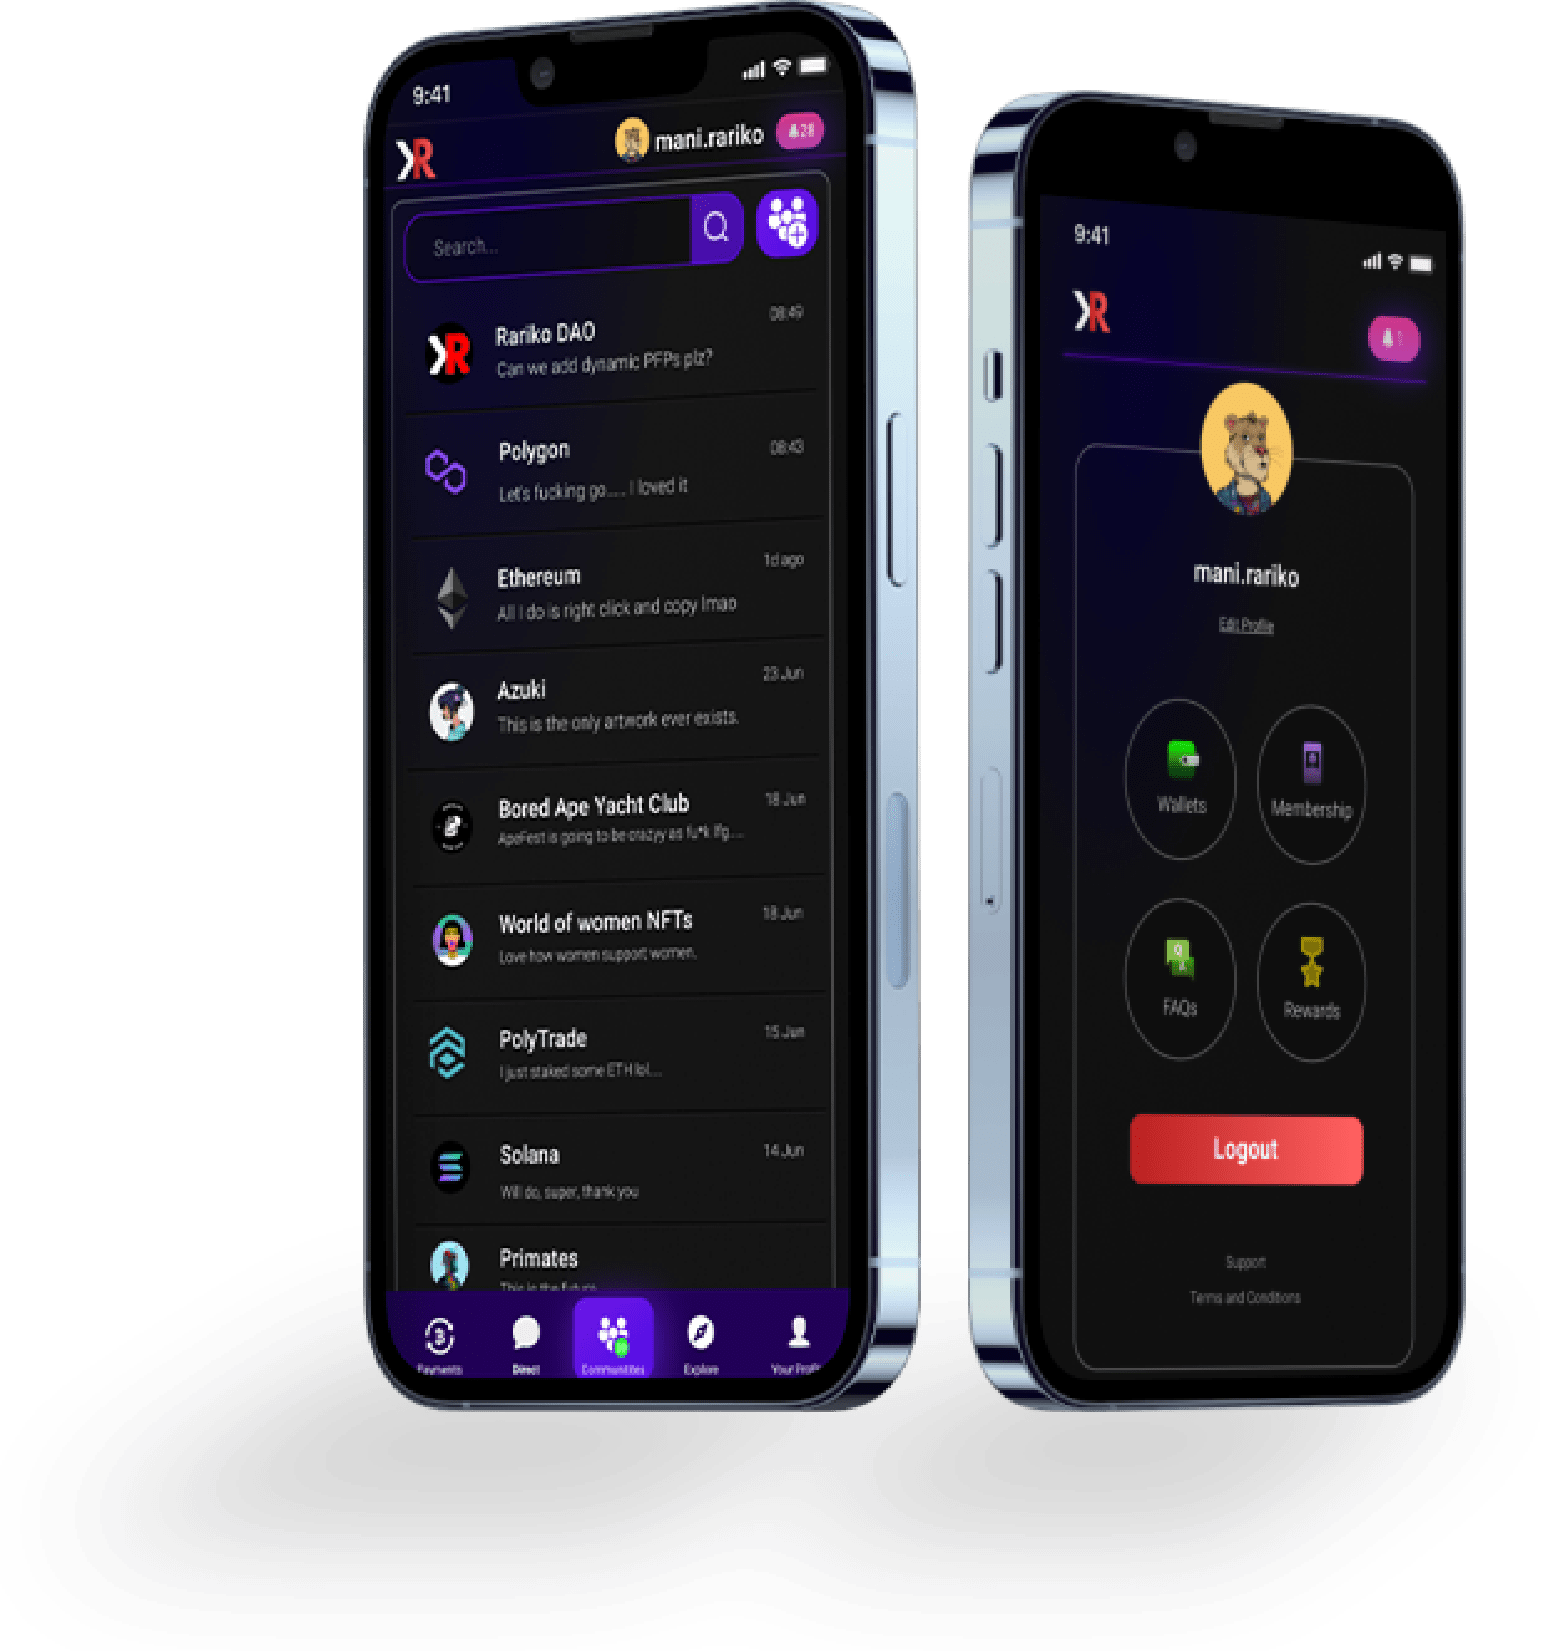 9:41
R
mani.rariko
28
Search...
Rariko DAO
08:49
Can we add dynamic PFPs plz?
Polygon
08:43
Let's fucking go..... I loved it
Ethereum
1d ago
All I do is right click and copy lmao
Azuki
23 Jun
This is the only artwork ever exists.
Bored Ape Yacht Club
18 Jun
ApeFest is going to be crazyy as fu*k lfg....
World of women NFTs
18 Jun
Love how women support women.
PolyTrade
15 Jun
I just staked some ETH lol....
Solana
14 Jun
Will do, super, thank you
Primates
This is the future
Payments
Direct
Communities
Explore
Your Profi
9:41
R
1
mani.rariko
Edit Profile
Wallets
Membership
FAQs
Rewards
Logout
Support
Terms and Conditions